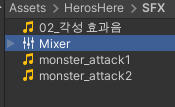 Assets > HerosHere > SFX
02_각성 효과음
Mixer
monster_attack1
monster_attack2